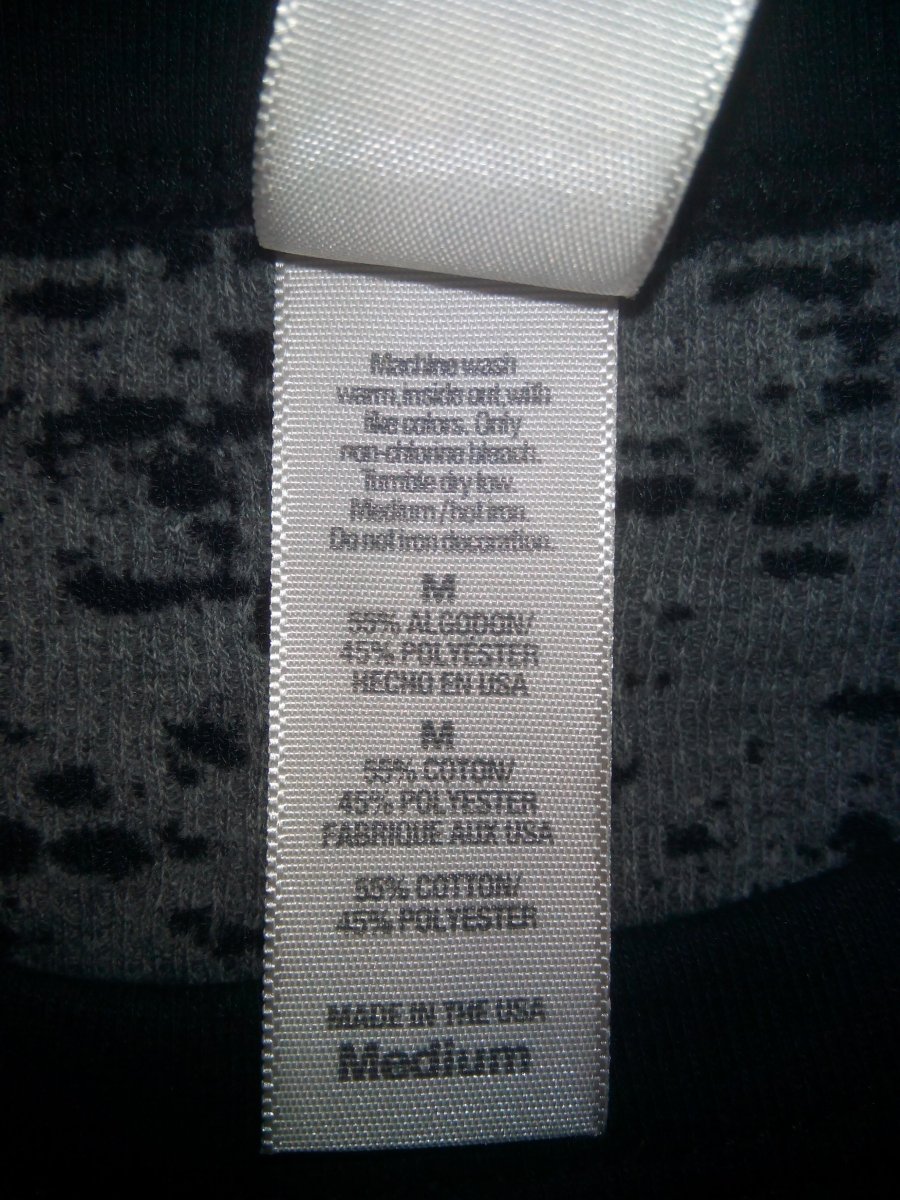 Machine wash
warm, inside out, with
like colors. Only
non-chlorine bleach.
Tumble dry low.
Medium/hot iron.
Do not iron decoration.
M
55% ALGODON/
45% POLYESTER
HECHO EN USA
M
55% COTON/
45% POLYESTER
FABRIQUE AUX USA
55% COTTON/
45% POLYESTER
MADE IN THE USA
Medium